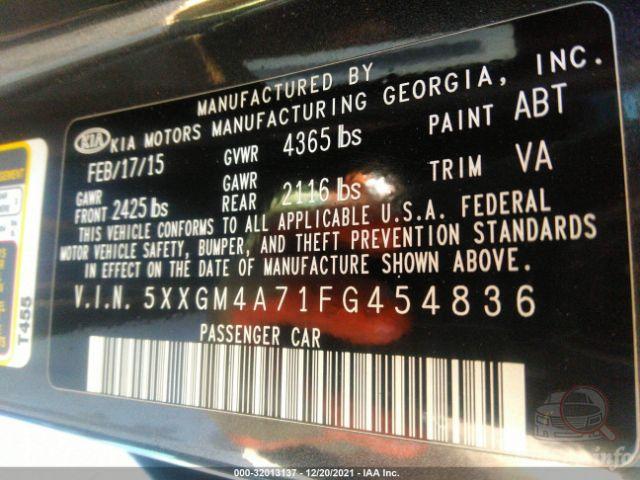 MANUFACTURED BY
KIA KIA MOTORS MANUFACTURING GEORGIA, INC.
FEB/17/15 GVWR 4365 lbs PAINT ABT
GAWR FRONT 2425 lbs GAWR REAR 2116 lbs TRIM VA
THIS VEHICLE CONFORMS TO ALL APPLICABLE U.S.A. FEDERAL
MOTOR VEHICLE SAFETY, BUMPER, AND THEFT PREVENTION STANDARDS
IN EFFECT ON THE DATE OF MANUFACTURE SHOWN ABOVE.
V.I.N. 5XXGM4A71FG454836
PASSENGER CAR
T455
000-32013137 - 12/20/2021 - IAA Inc.